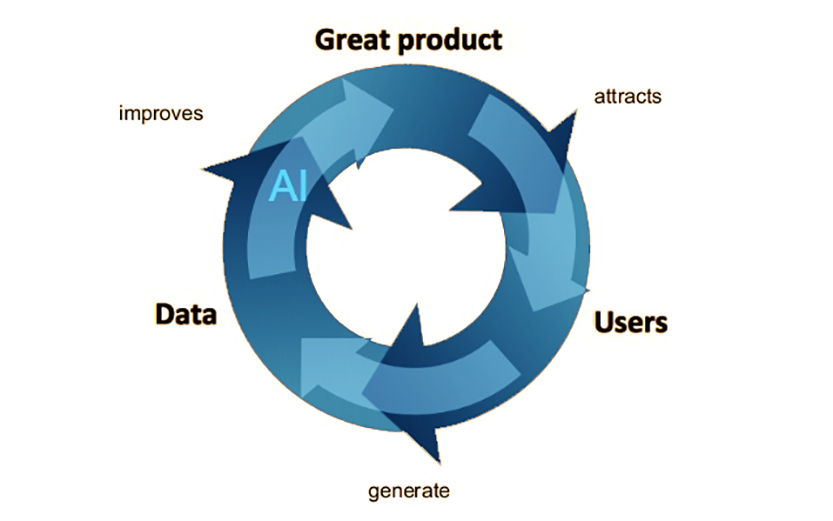 Great product
attracts
Users
generate
Data
improves
AI